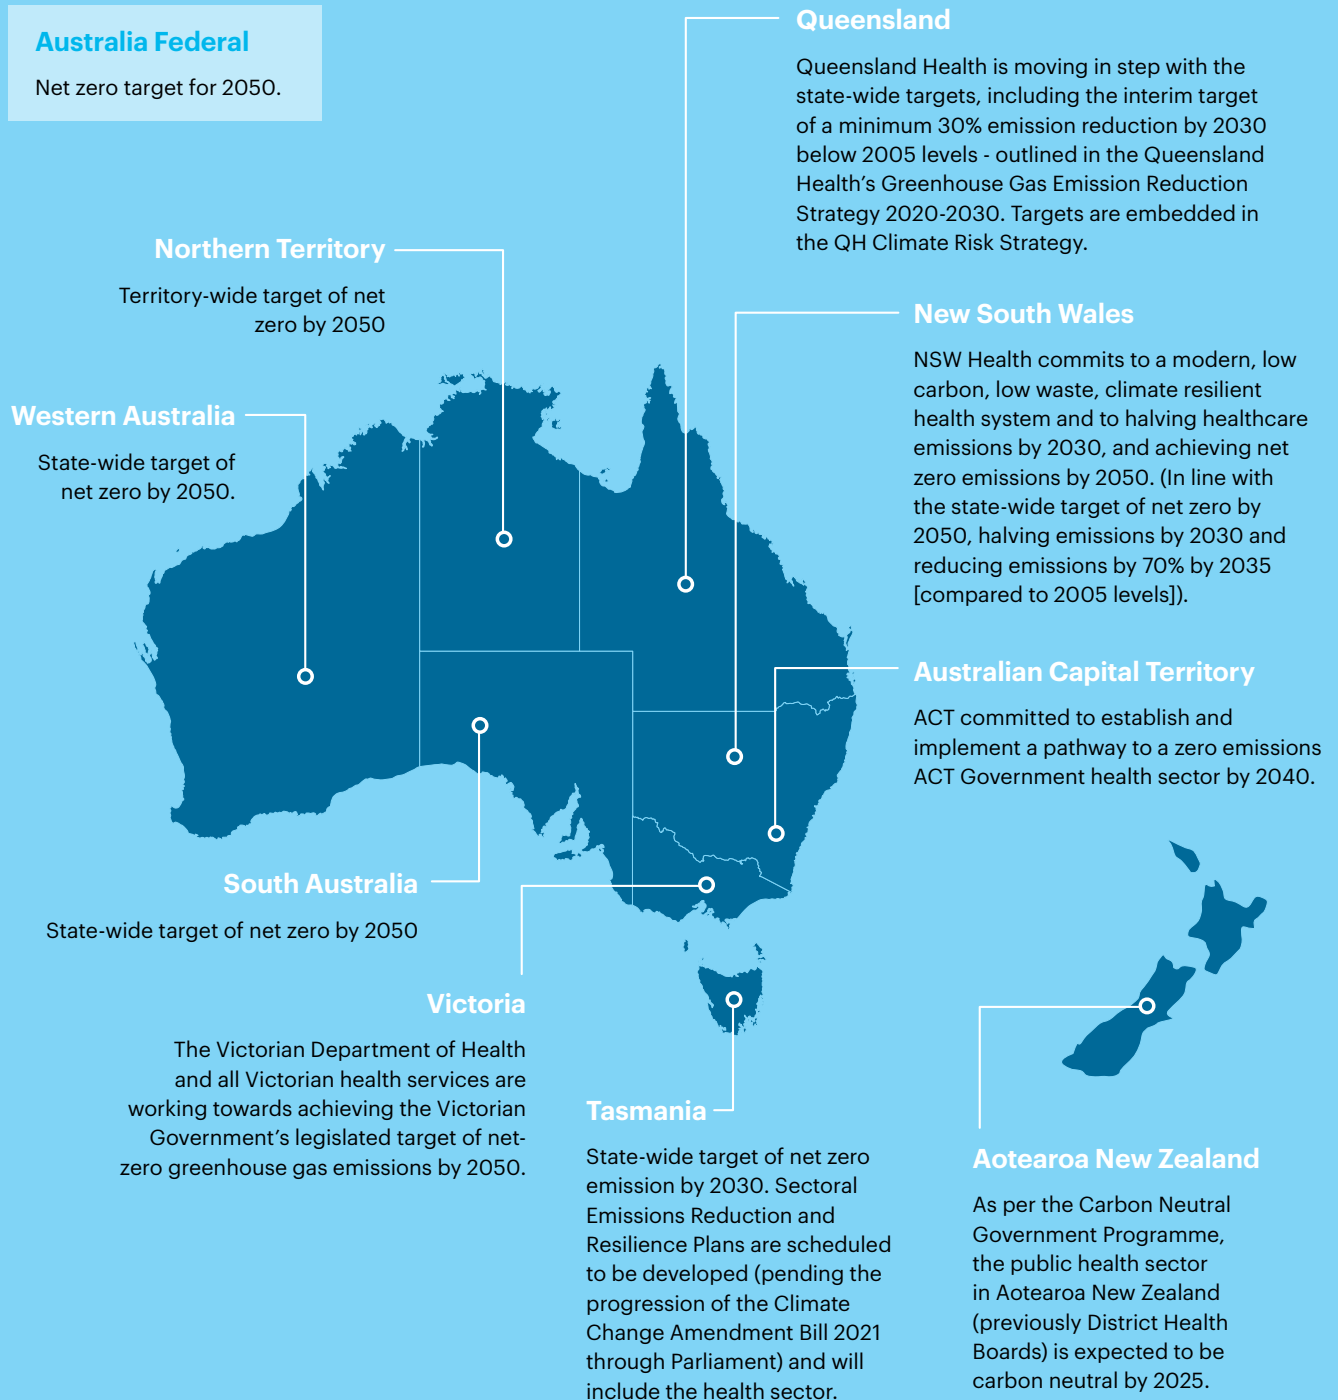 Australia Federal
Net zero target for 2050.
Queensland
Queensland Health is moving in step with the
state-wide targets, including the interim target
of a minimum 30% emission reduction by 2030
below 2005 levels - outlined in the Queensland
Health's Greenhouse Gas Emission Reduction
Strategy 2020-2030. Targets are embedded in
the QH Climate Risk Strategy.
Northern Territory
Territory-wide target of net
zero by 2050
New South Wales
NSW Health commits to a modern, low
carbon, low waste, climate resilient
health system and to halving healthcare
emissions by 2030, and achieving net
zero emissions by 2050. (In line with
the state-wide target of net zero by
2050, halving emissions by 2030 and
reducing emissions by 70% by 2035
[compared to 2005 levels]).
Western Australia
State-wide target of
net zero by 2050.
Australian Capital Territory
ACT committed to establish and
implement a pathway to a zero emissions
ACT Government health sector by 2040.
South Australia
State-wide target of net zero by 2050
Victoria
The Victorian Department of Health
and all Victorian health services are
working towards achieving the Victorian
Government's legislated target of net-
zero greenhouse gas emissions by 2050.
Tasmania
State-wide target of net zero
emission by 2030. Sectoral
Emissions Reduction and
Resilience Plans are scheduled
to be developed (pending the
progression of the Climate
Change Amendment Bill 2021
through Parliament) and will
include the health sector.
Aotearoa New Zealand
As per the Carbon Neutral
Government Programme,
the public health sector
in Aotearoa New Zealand
(previously District Health
Boards) is expected to be
carbon neutral by 2025.